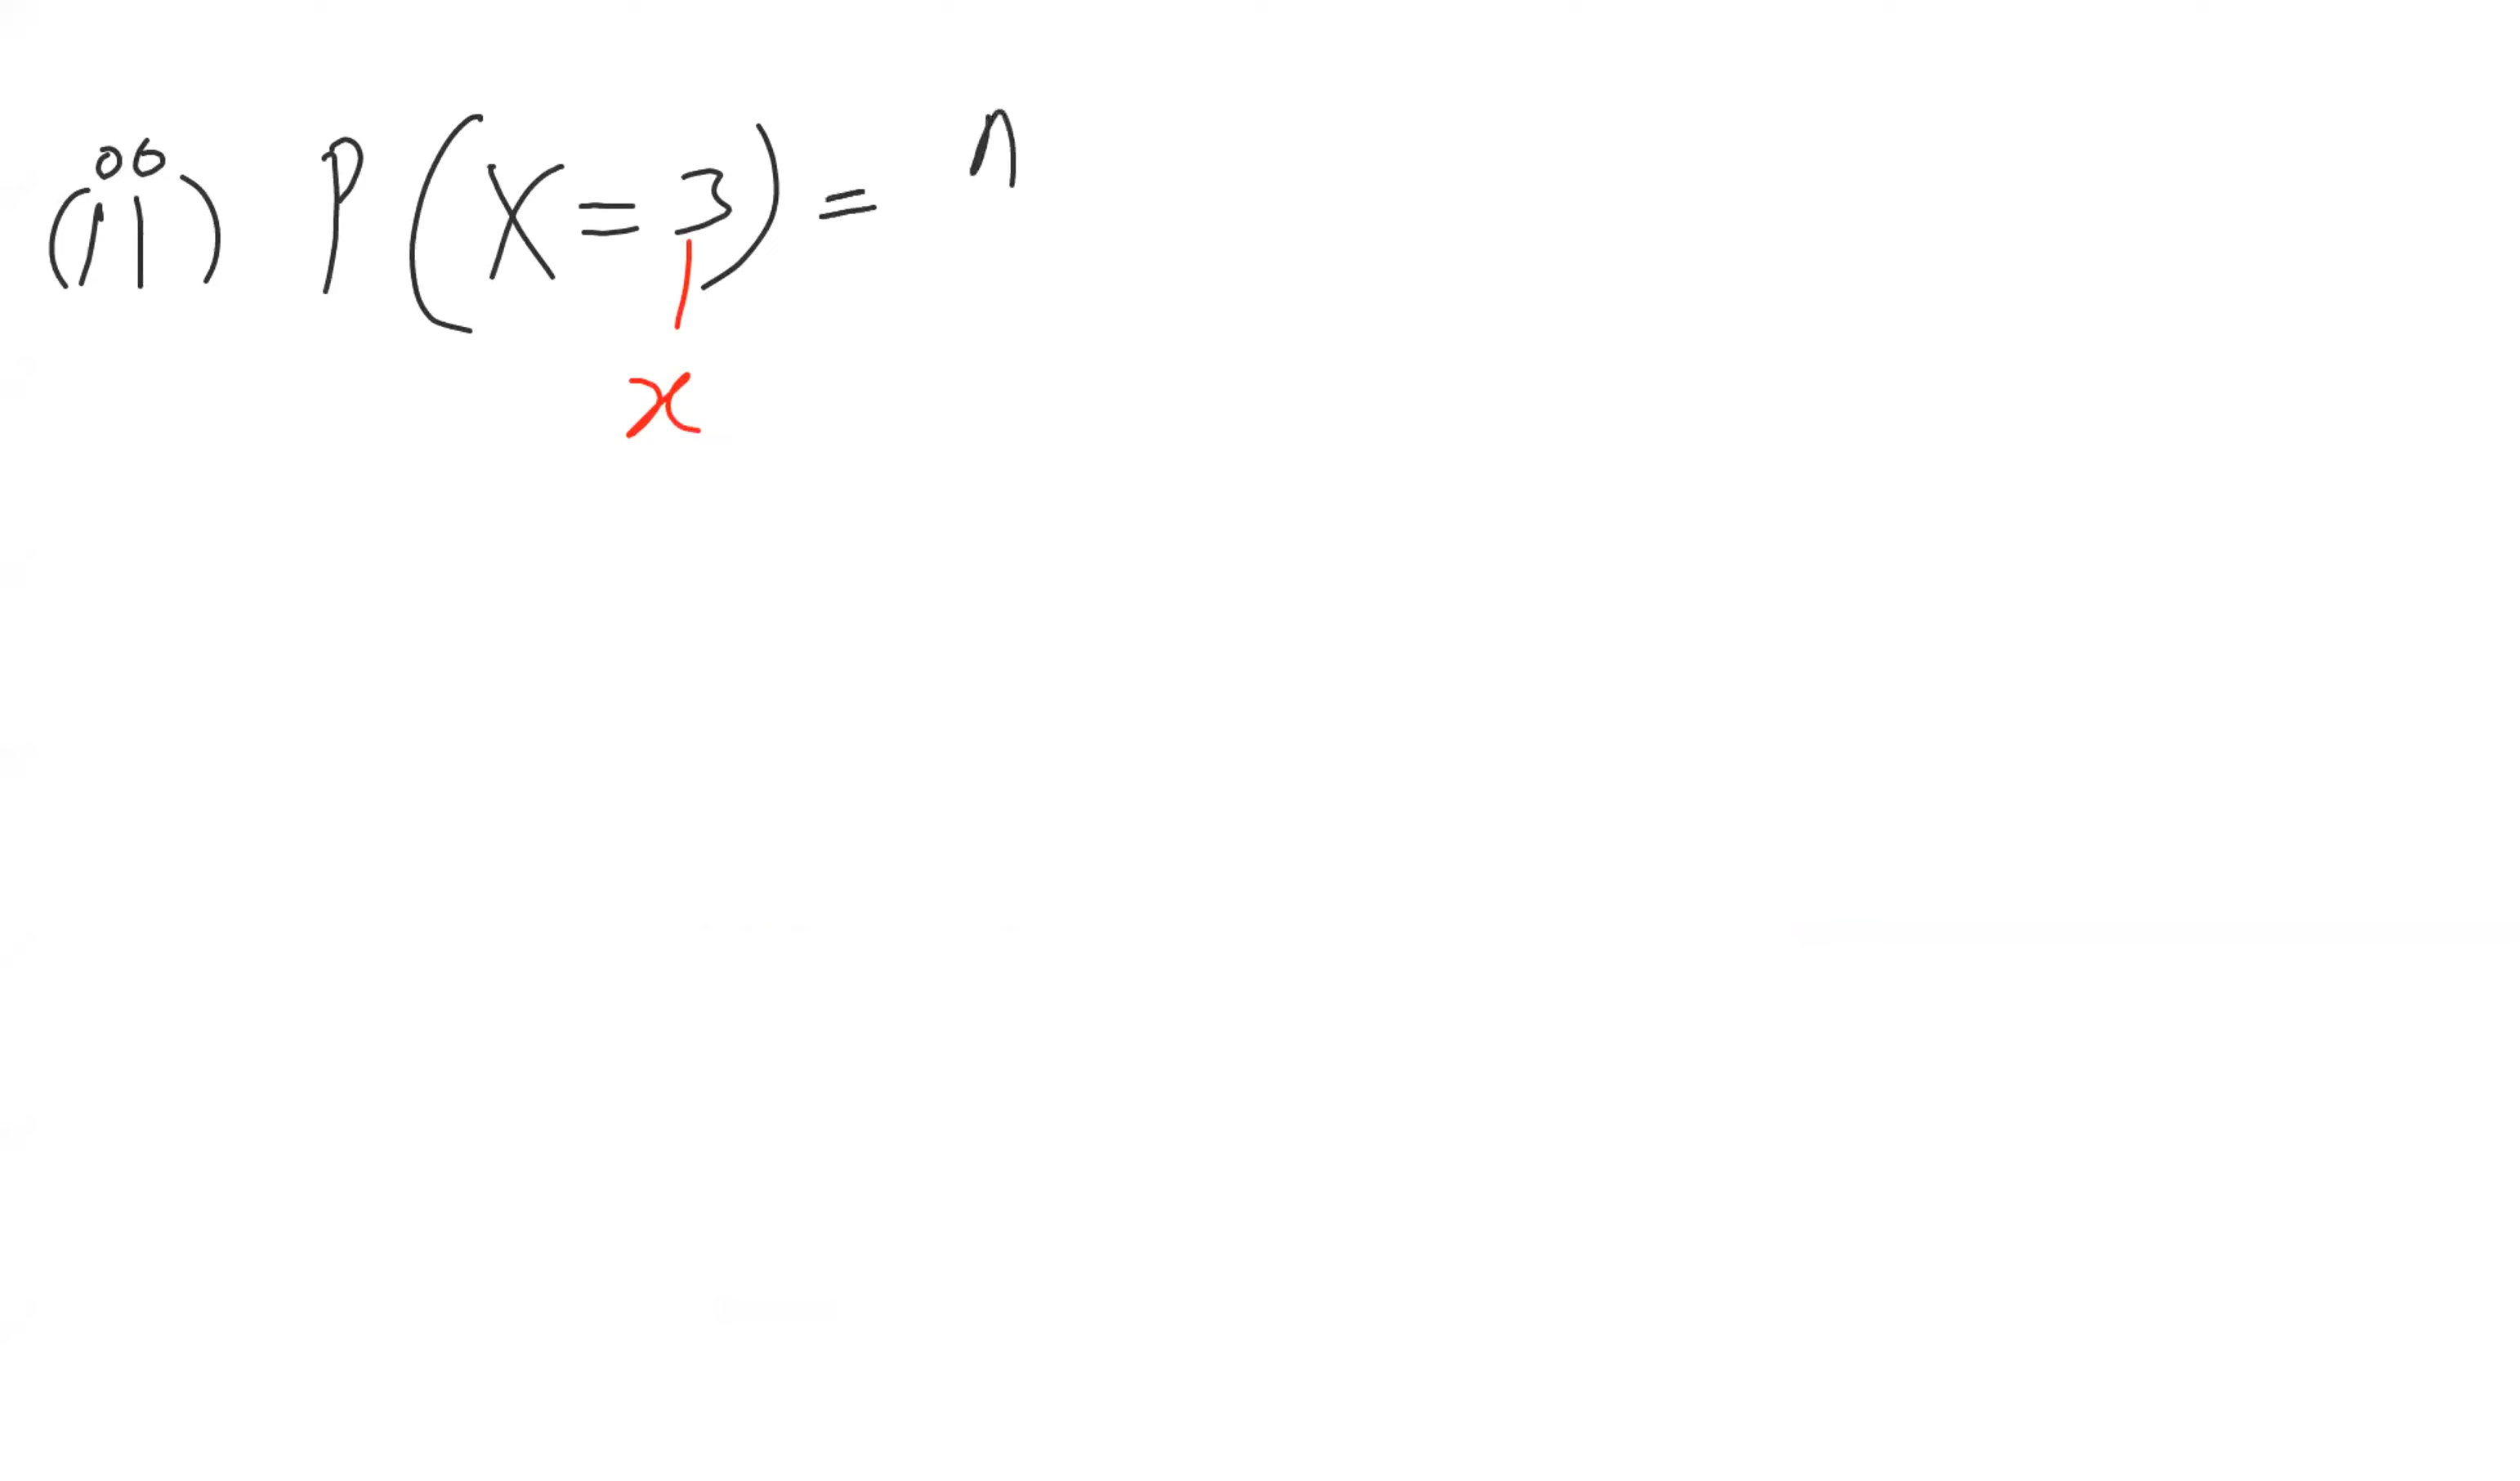 (ii) P(X=3) = n
x